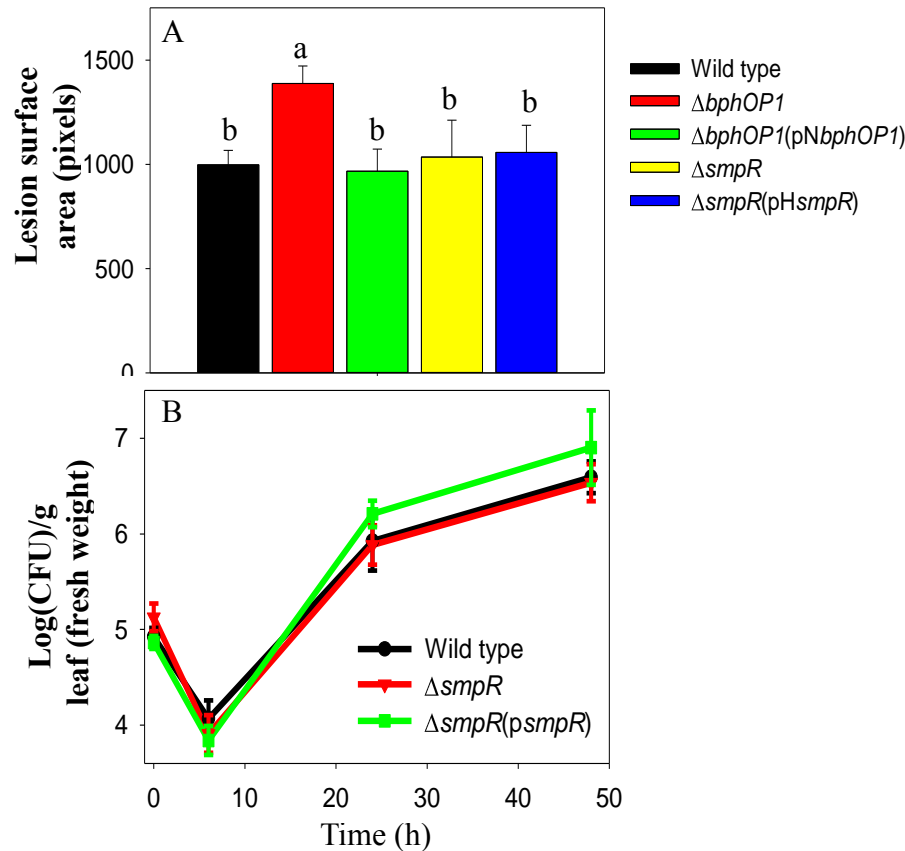 A
a
b
b
b
b
1500
1000
500
0
Lesion surface
area (pixels)
Wild type
ΔbphOP1
ΔbphOP1(pNbphOP1)
ΔsmpR
ΔsmpR(pHsmpR)
B
7
6
5
4
Log(CFU)/g
leaf (fresh weight)
Wild type
ΔsmpR
ΔsmpR(psmpR)
0 10 20 30 40 50
Time (h)